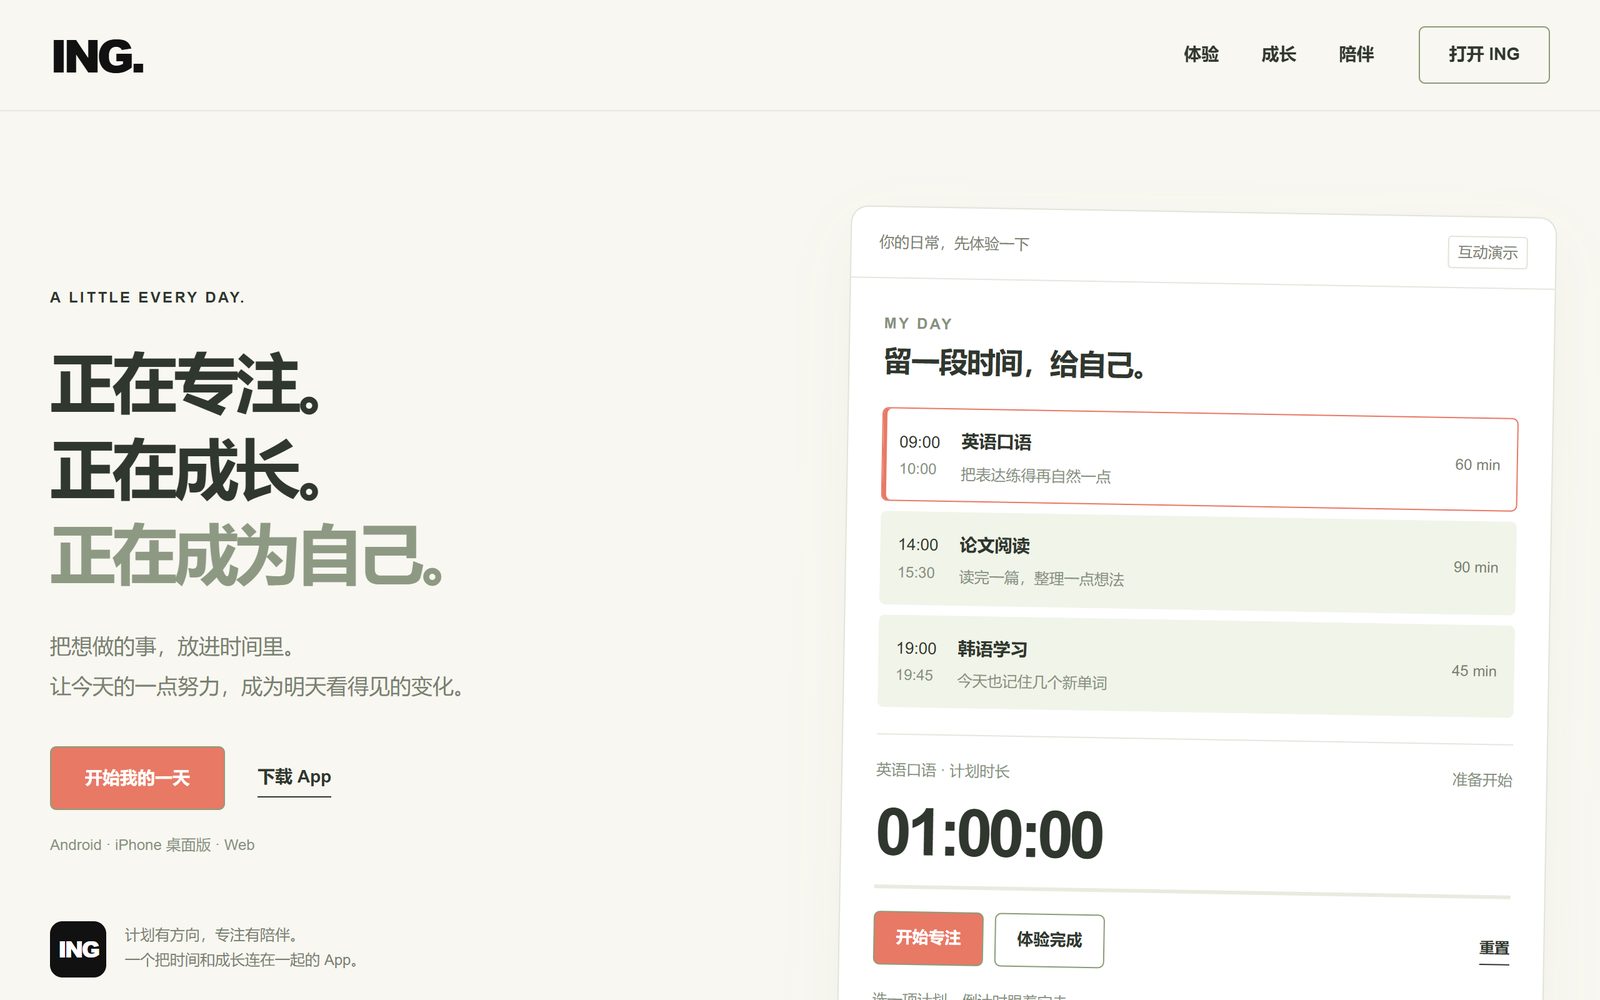 ING.
体验
成长
陪伴
打开 ING
A LITTLE EVERY DAY.
正在专注。
正在成长。
正在成为自己。
把想做的事，放进时间里。
让今天的一点努力，成为明天看得见的变化。
开始我的一天
下载 App
Android · iPhone 桌面版 · Web
ING
计划有方向，专注有陪伴。
一个把时间和成长连在一起的 App。
你的日常，先体验一下
互动演示
MY DAY
留一段时间，给自己。
09:00 英语口语
10:00 把表达练得再自然一点
60 min
14:00 论文阅读
15:30 读完一篇，整理一点想法
90 min
19:00 韩语学习
19:45 今天也记住几个新单词
45 min
英语口语 · 计划时长
准备开始
01:00:00
开始专注
体验完成
重置